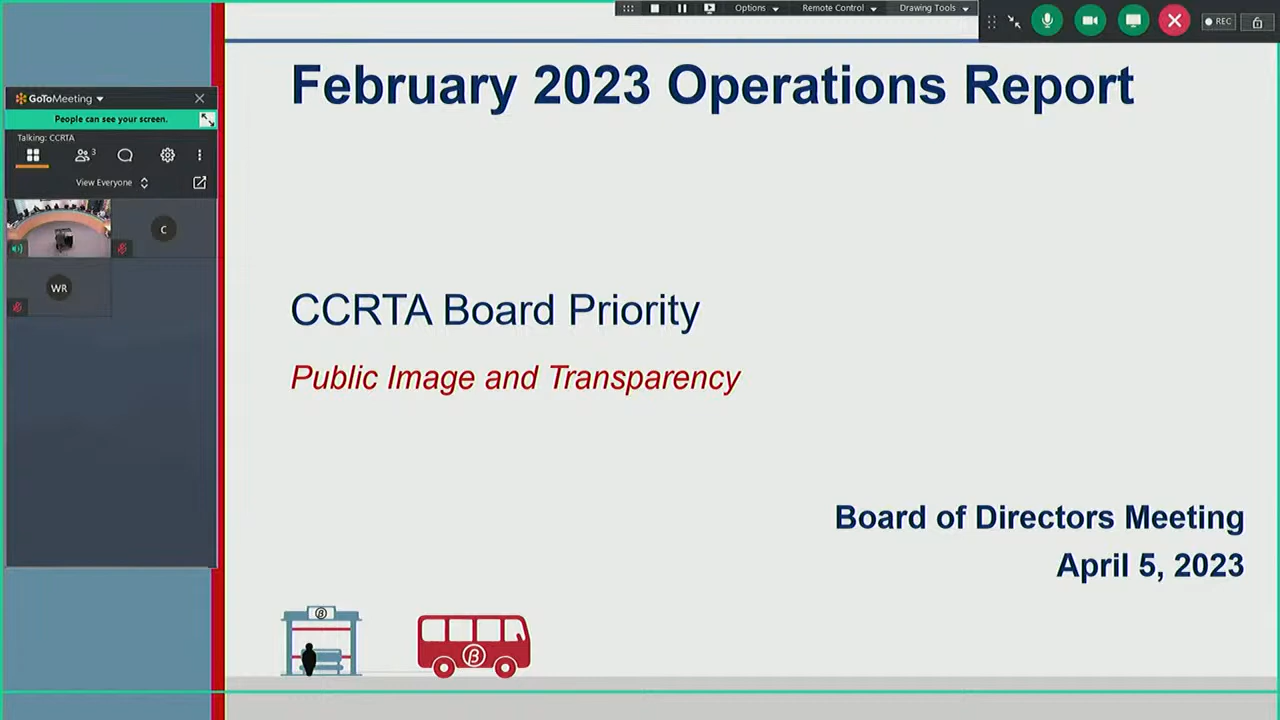 Options
Remote Control
Drawing Tools
REC
GoToMeeting
People can see your screen.
Talking: CCRTA
3
View Everyone
C
WR
February 2023 Operations Report
CCRTA Board Priority
Public Image and Transparency
Board of Directors Meeting
April 5, 2023